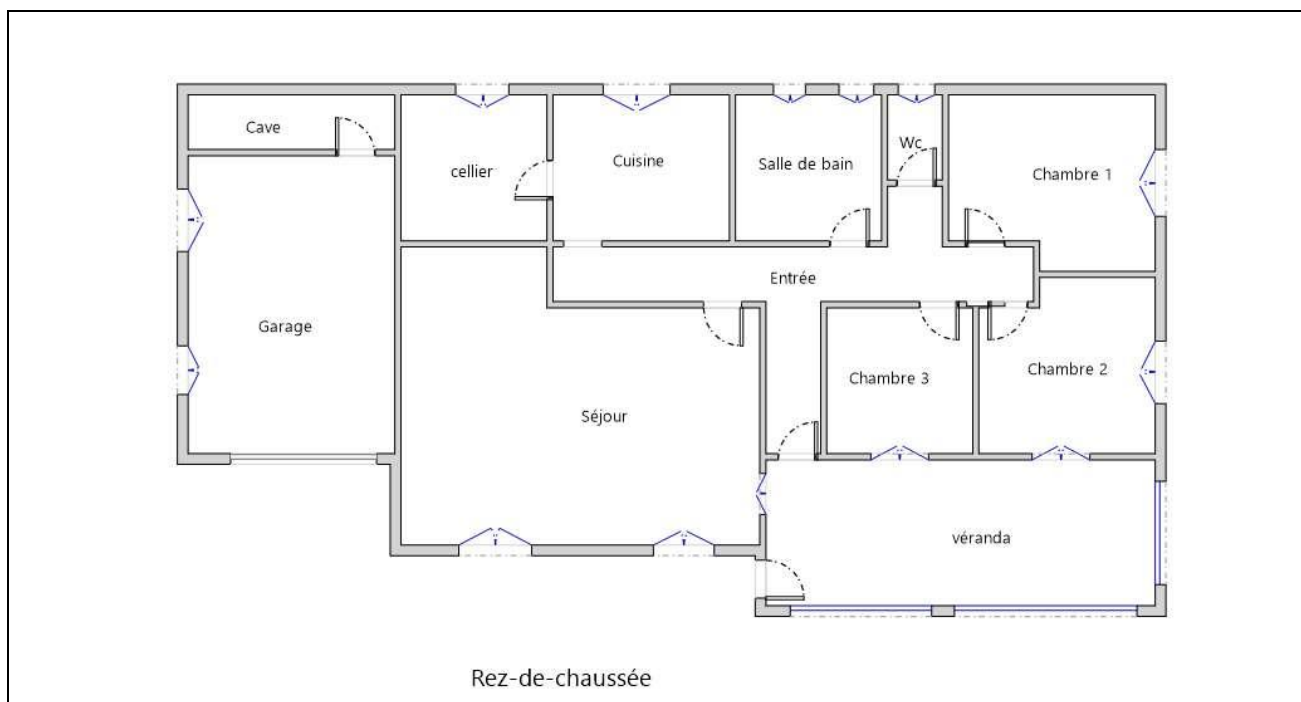 Cave
cellier
Cuisine
Salle de bain
Wc
Chambre 1
Entrée
Garage
Chambre 3
Chambre 2
Séjour
véranda
Rez-de-chaussée